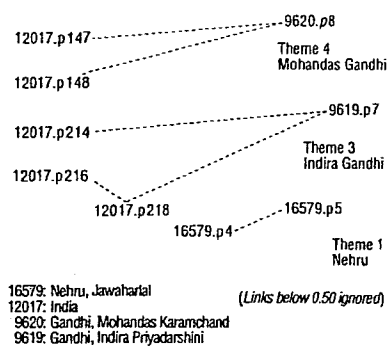 12017.p147
9620.p8
Theme 4
Mohandas Gandhi
12017.p148
12017.p214
9619.p7
Theme 3
Indira Gandhi
12017.p216
12017.p218
16579.p5
16579.p4
Theme 1
Nehru
16579: Nehru, Jawaharlal
(Links below 0.50 ignored)
12017: India
9620: Gandhi, Mohandas Karamchand
9619: Gandhi, Indira Priyadarshini